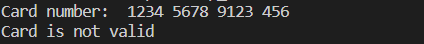 Card number:  1234 5678 9123 456
Card is not valid